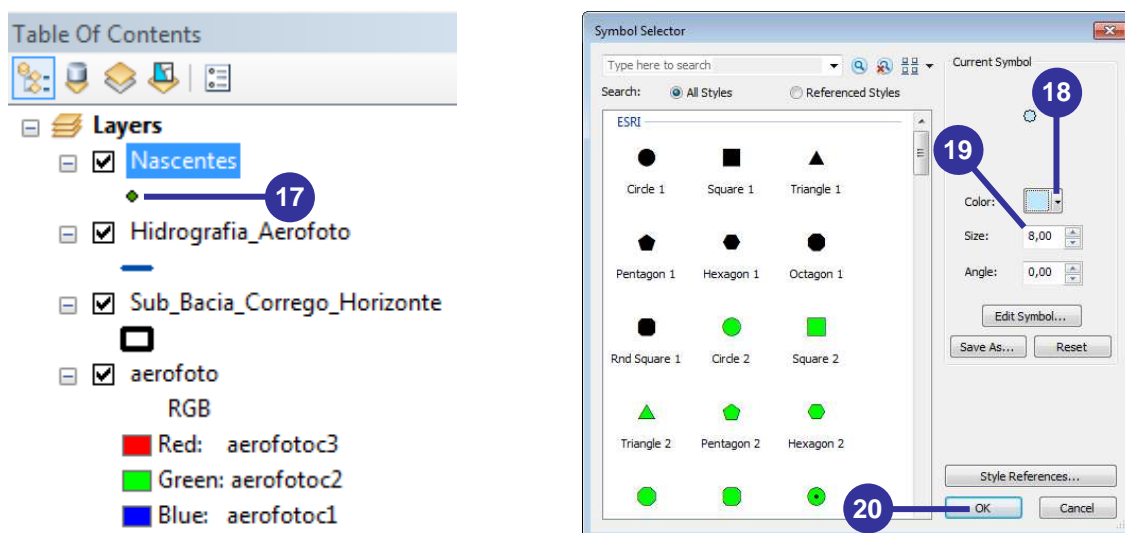 Table Of Contents
Layers
Nascentes
17
Hidrografia_Aerofoto
Sub_Bacia_Corrego_Horizonte
aerofoto
RGB
Red: aerofotoc3
Green: aerofotoc2
Blue: aerofotoc1
Symbol Selector
Type here to search
Search: All Styles Referenced Styles
ESRI
Circle 1 Square 1 Triangle 1
Pentagon 1 Hexagon 1 Octagon 1
Rnd Square 1 Circle 2 Square 2
Triangle 2 Pentagon 2 Hexagon 2
Current Symbol
18
19
Color:
Size: 8,00
Angle: 0,00
Edit Symbol...
Save As... Reset
Style References...
20
OK Cancel